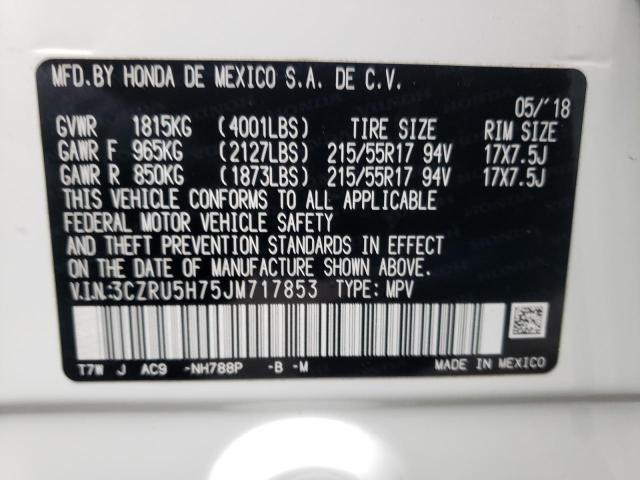 MFD. BY HONDA DE MEXICO S.A. DE C.V.
05/'18
GVWR 1815KG (4001LBS) TIRE SIZE RIM SIZE
GAWR F 965KG (2127LBS) 215/55R17 94V 17X7.5J
GAWR R 850KG (1873LBS) 215/55R17 94V 17X7.5J
THIS VEHICLE CONFORMS TO ALL APPLICABLE
FEDERAL MOTOR VEHICLE SAFETY
AND THEFT PREVENTION STANDARDS IN EFFECT
ON THE DATE OF MANUFACTURE SHOWN ABOVE.
V.I.N.:3CZRU5H75JM717853 TYPE: MPV
T7W J AC9 -NH788P -B -M
MADE IN MEXICO